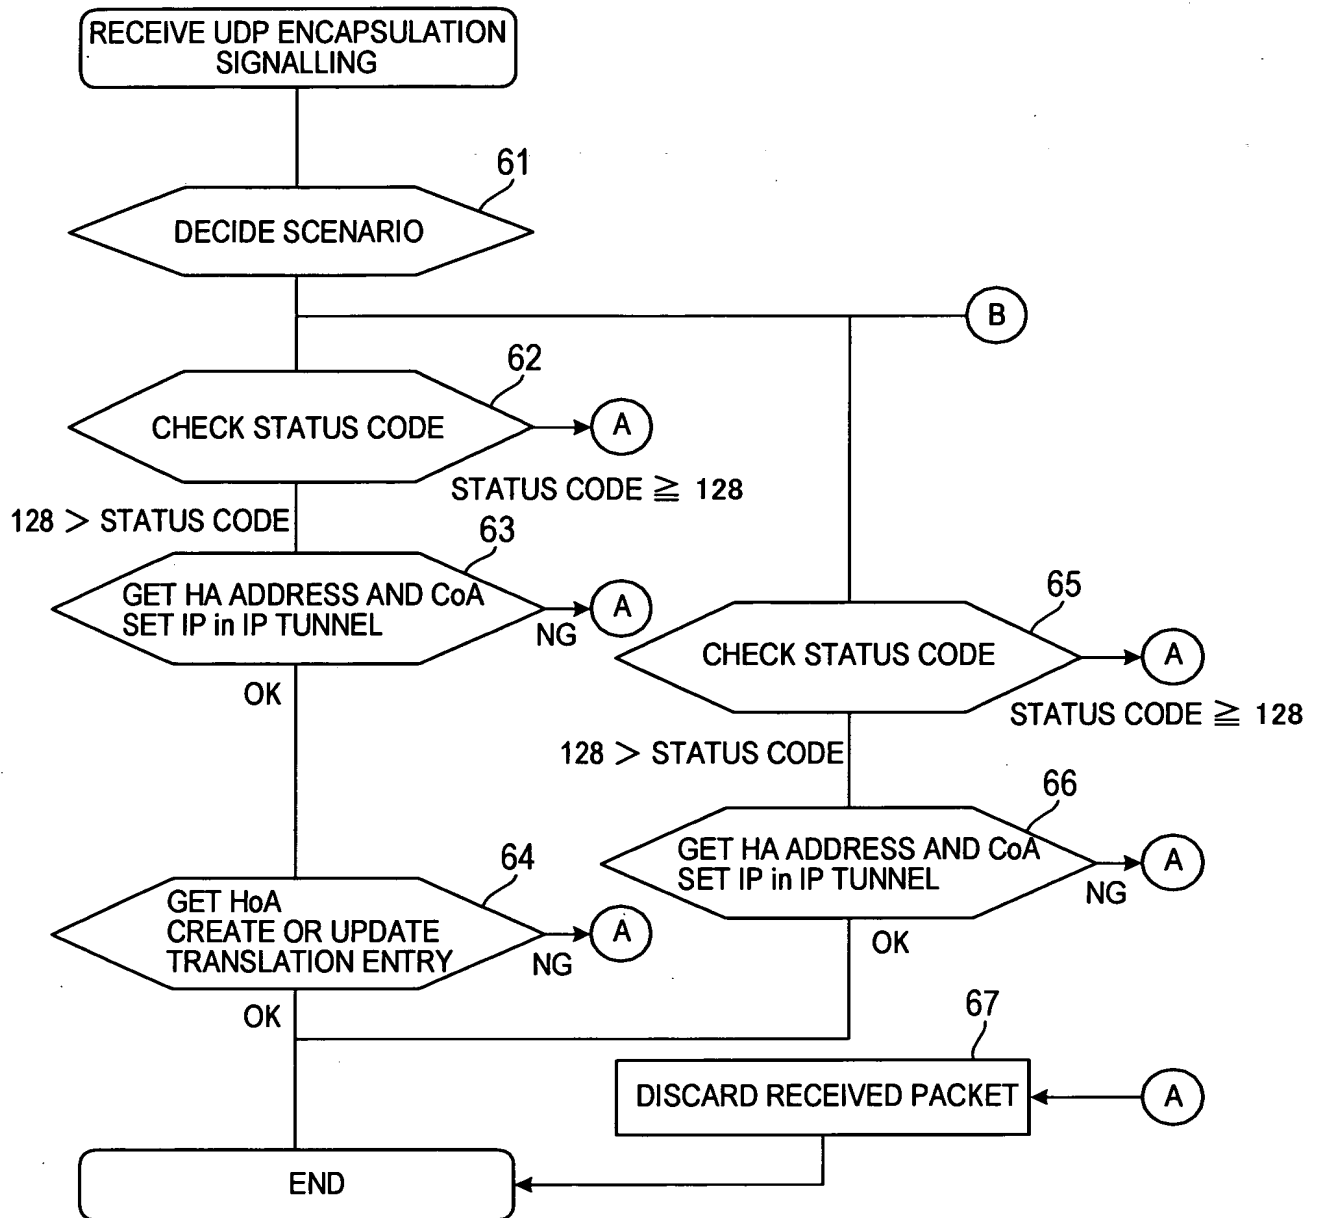 RECEIVE UDP ENCAPSULATION
SIGNALLING
61
DECIDE SCENARIO
B
62
CHECK STATUS CODE
A
STATUS CODE ≧ 128
128 > STATUS CODE
63
GET HA ADDRESS AND CoA
SET IP in IP TUNNEL
A
NG
OK
65
CHECK STATUS CODE
A
STATUS CODE ≧ 128
128 > STATUS CODE
66
GET HA ADDRESS AND CoA
SET IP in IP TUNNEL
A
NG
OK
64
GET HoA
CREATE OR UPDATE
TRANSLATION ENTRY
A
NG
OK
67
DISCARD RECEIVED PACKET
A
END